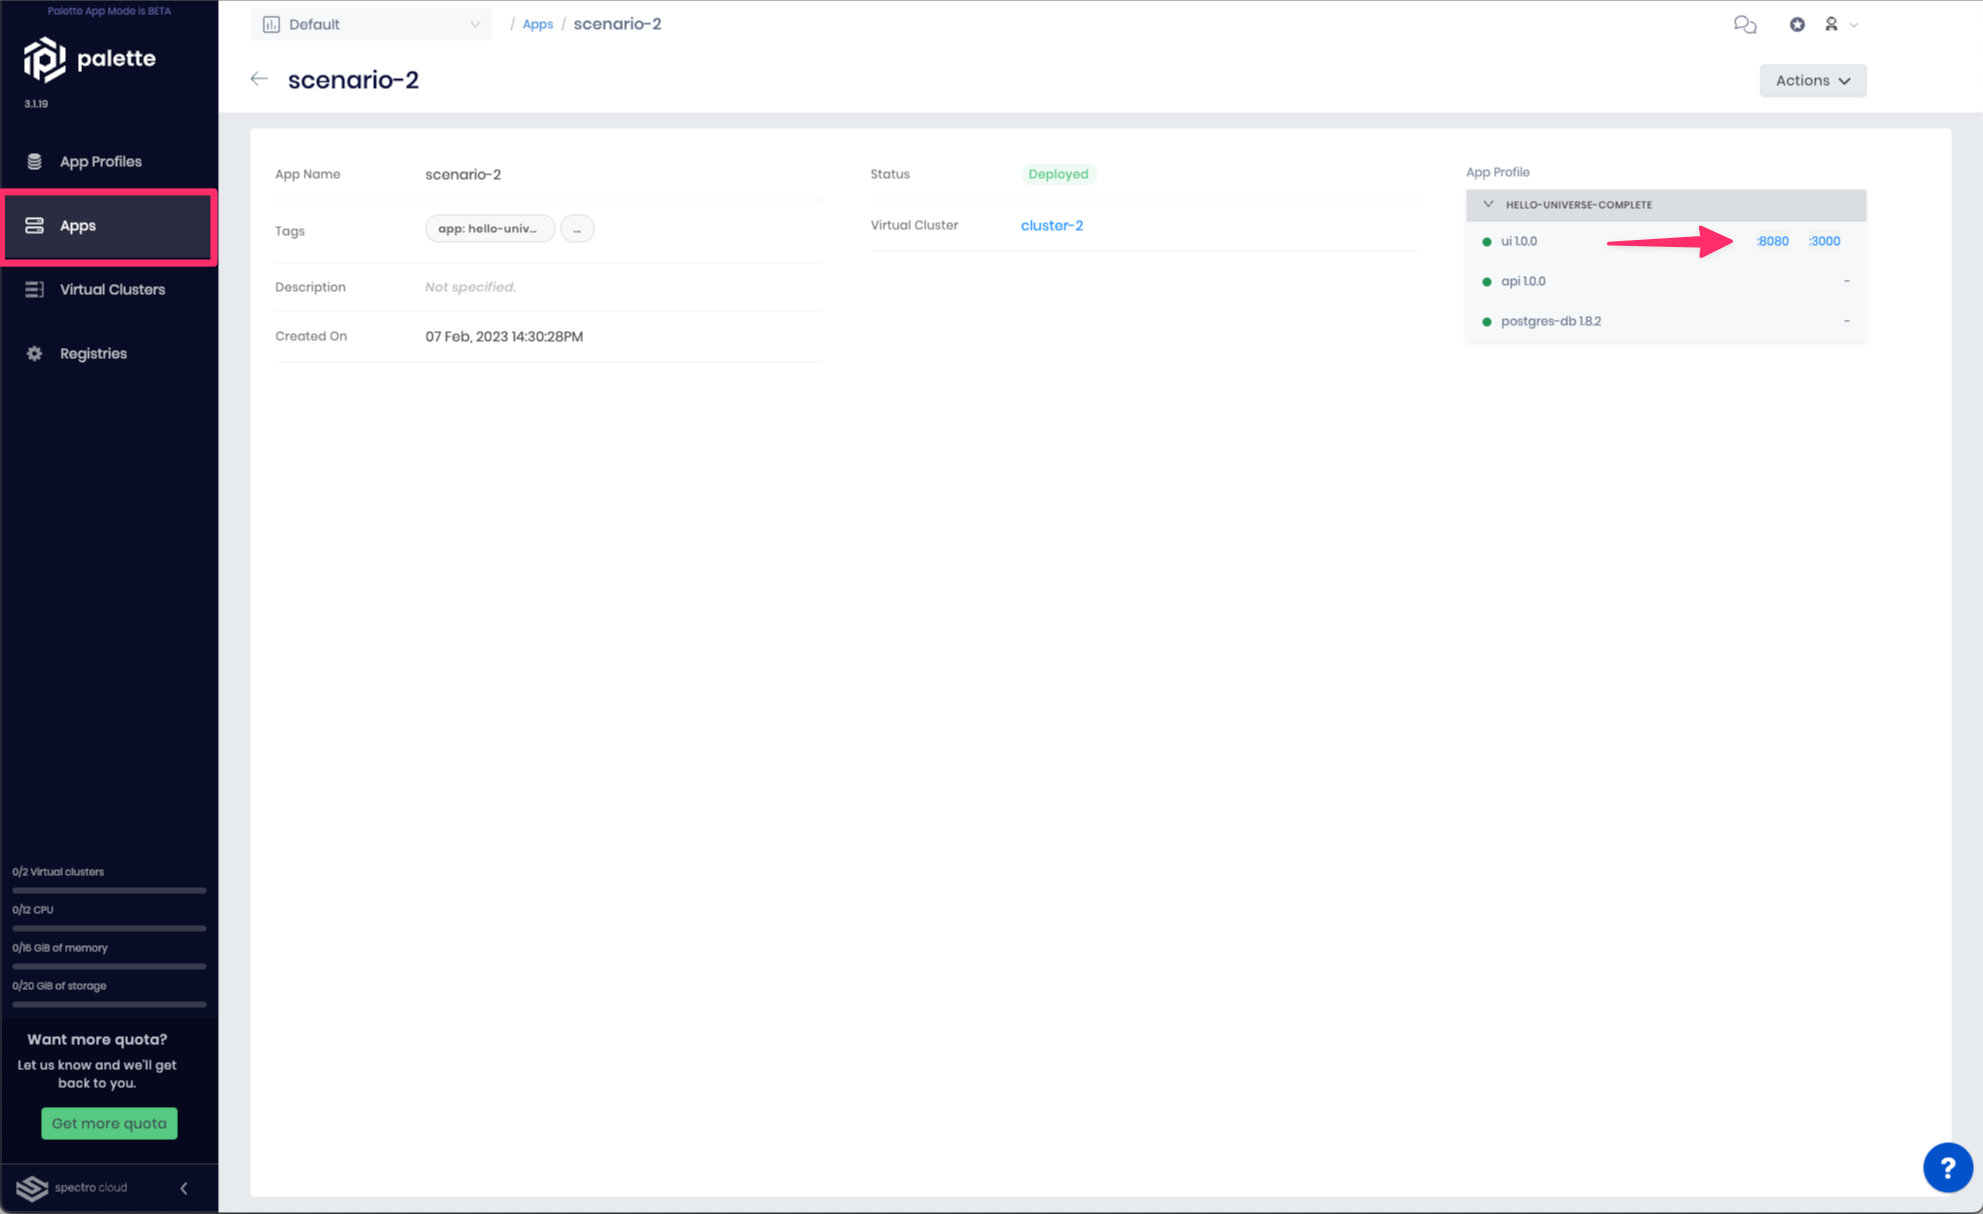 Palette App Mode is BETA
palette
3.1.19
App Profiles
Apps
Virtual Clusters
Registries
0/2 Virtual clusters
0/12 CPU
0/16 GiB of memory
0/20 GiB of storage
Want more quota?
Let us know and we'll get
back to you.
Get more quota
spectro cloud
Default
/ Apps / scenario-2
scenario-2
Actions
App Name scenario-2
Tags app: hello-univ... ...
Description Not specified.
Created On 07 Feb, 2023 14:30:28PM
Status Deployed
Virtual Cluster cluster-2
App Profile
HELLO-UNIVERSE-COMPLETE
ui 1.0.0 :8080 :3000
api 1.0.0 -
postgres-db 1.8.2 -
?